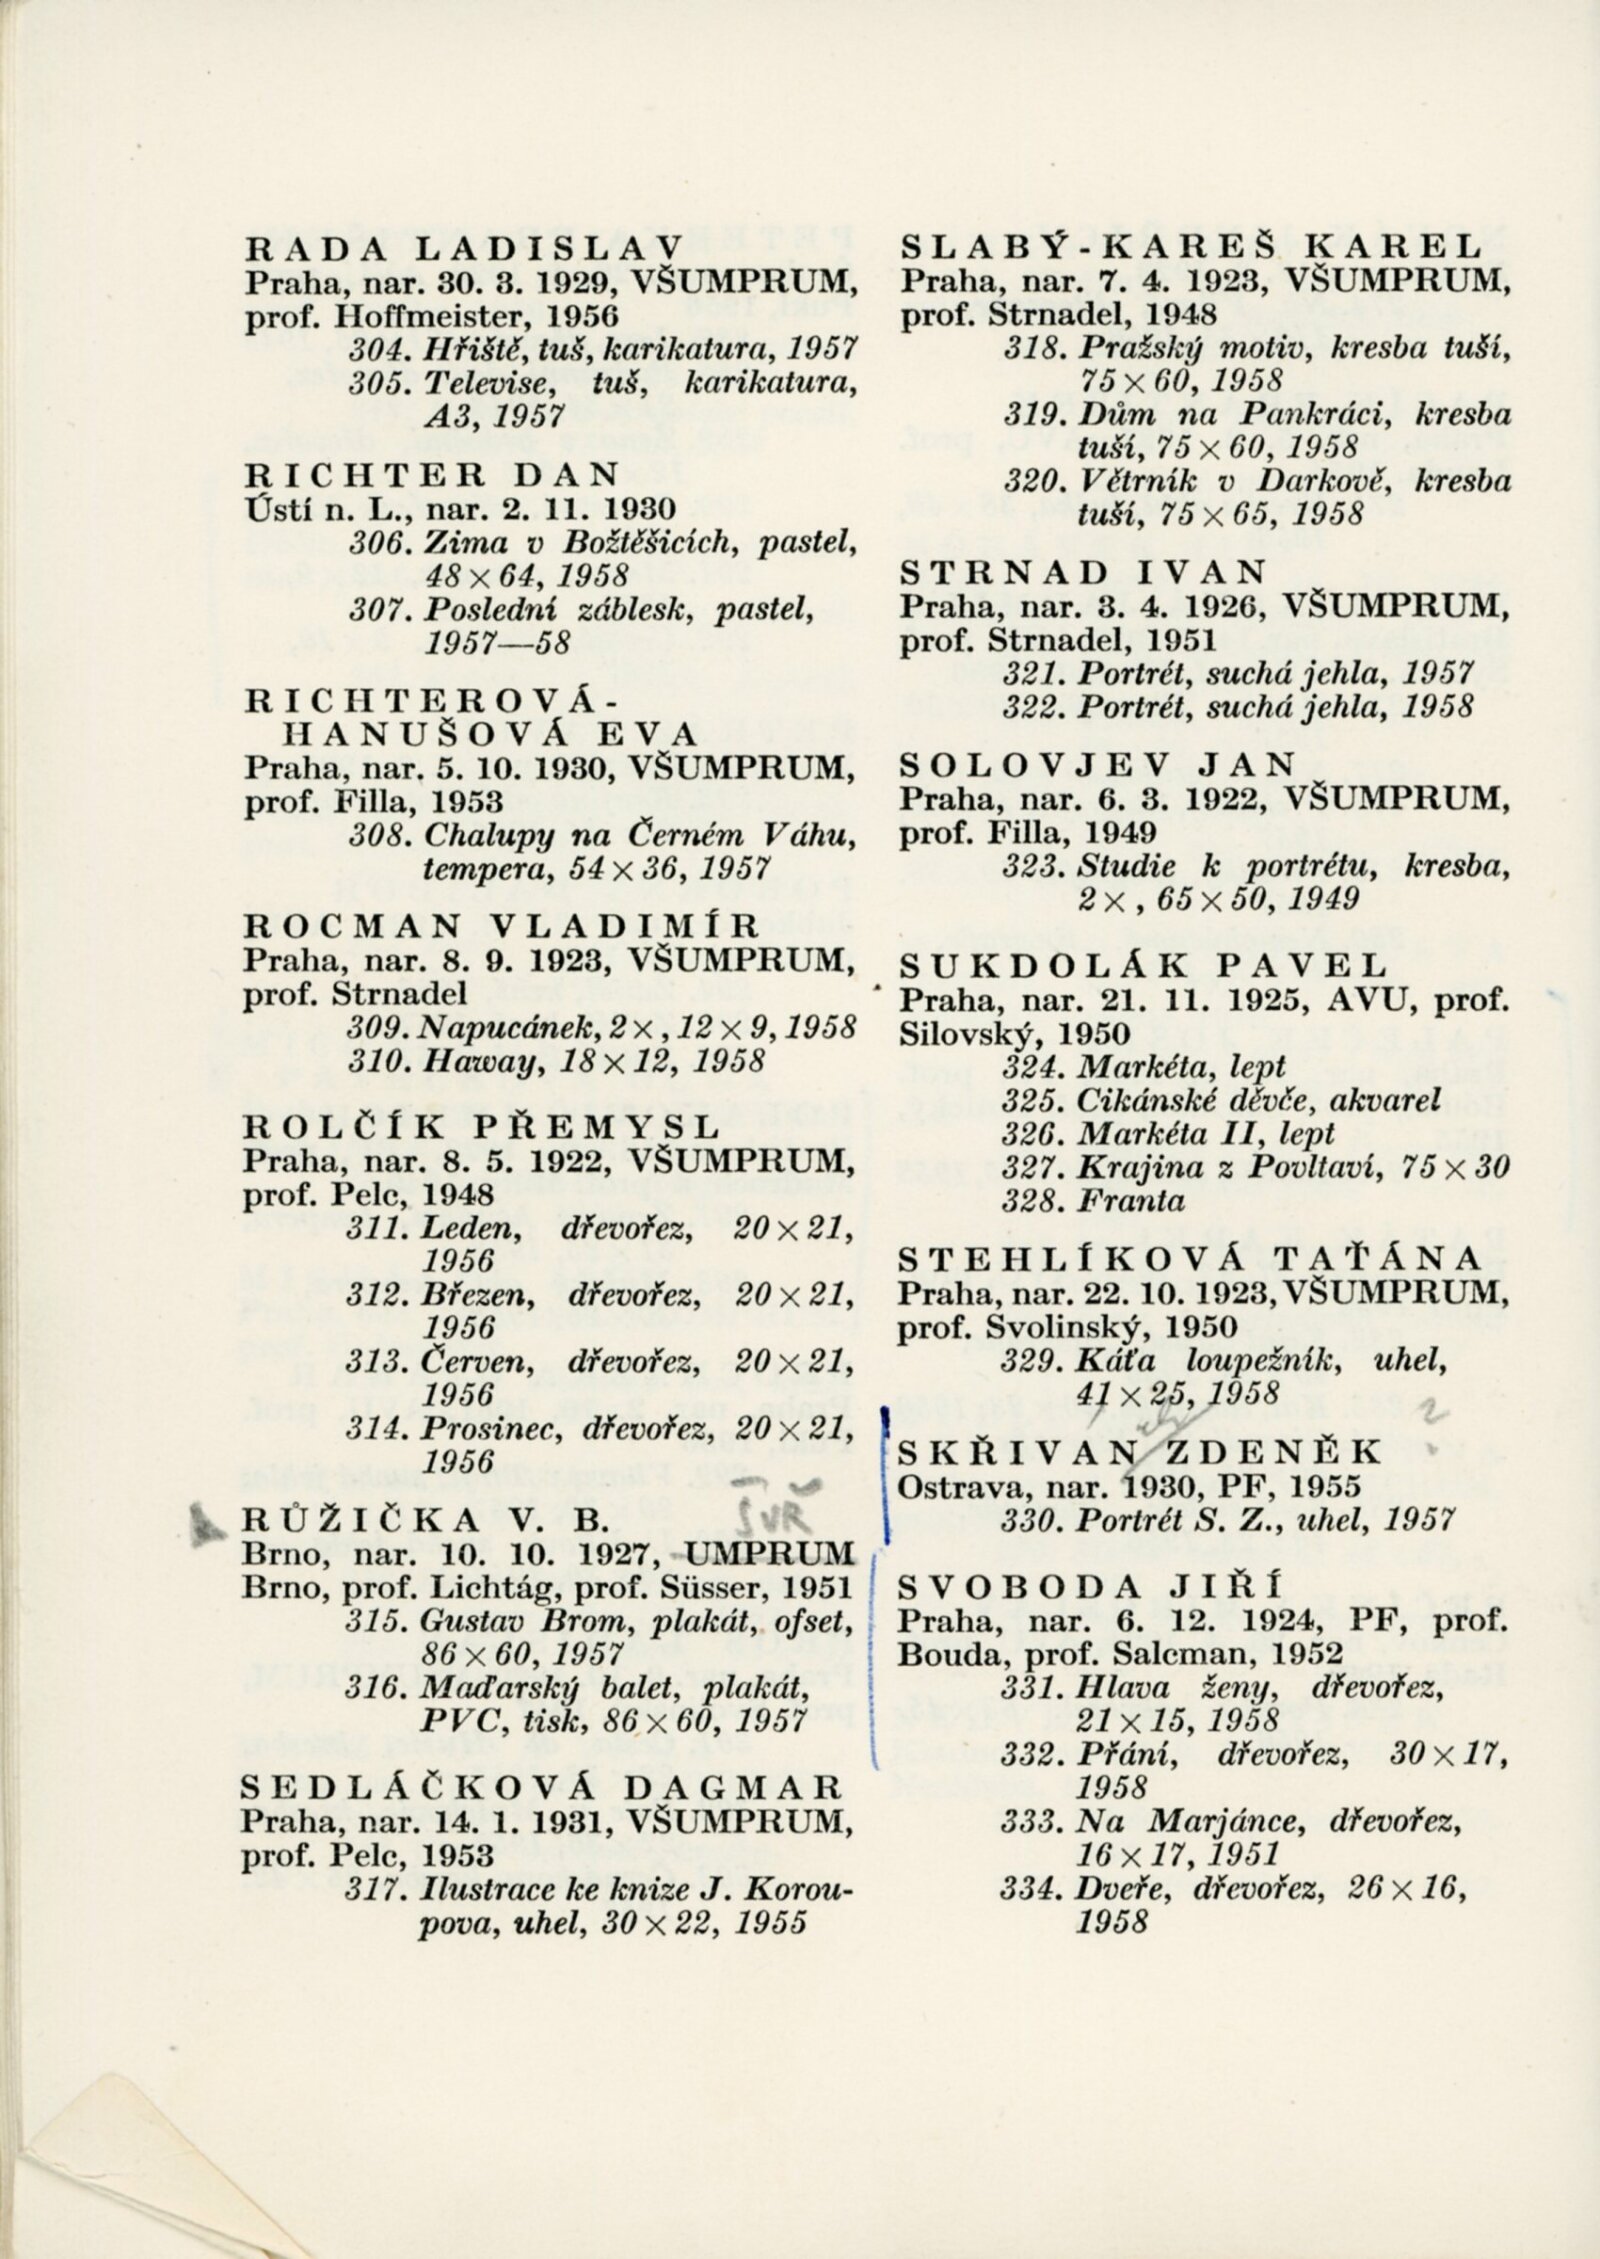 RADA LADISLAV
Praha, nar. 30. 3. 1929, VŠUMPRUM,
prof. Hoffmeister, 1956
304. Hřiště, tuš, karikatura, 1957
305. Televise, tuš, karikatura,
A3, 1957
RICHTER DAN
Ústí n. L., nar. 2. 11. 1930
306. Zima v Božtěšicích, pastel,
48×64, 1958
307. Poslední záblesk, pastel,
1957—58
RICHTEROVÁ-
HANUŠOVÁ EVA
Praha, nar. 5. 10. 1930, VŠUMPRUM,
prof. Filla, 1953
308. Chalupy na Černém Váhu,
tempera, 54×36, 1957
ROCMAN VLADIMÍR
Praha, nar. 8. 9. 1923, VŠUMPRUM,
prof. Strnadel
309. Napucánek, 2×, 12×9, 1958
310. Haway, 18×12, 1958
ROLČÍK PŘEMYSL
Praha, nar. 8. 5. 1922, VŠUMPRUM,
prof. Pelc, 1948
311. Leden, dřevořez, 20×21,
1956
312. Březen, dřevořez, 20×21,
1956
313. Červen, dřevořez, 20×21,
1956
314. Prosinec, dřevořez, 20×21,
1956
ŠUŘ
RŮŽIČKA V. B.
Brno, nar. 10. 10. 1927, UMPRUM
Brno, prof. Lichtág, prof. Süsser, 1951
315. Gustav Brom, plakát, ofset,
86×60, 1957
316. Maďarský balet, plakát,
PVC, tisk, 86×60, 1957
SEDLÁČKOVÁ DAGMAR
Praha, nar. 14. 1. 1931, VŠUMPRUM,
prof. Pelc, 1953
317. Ilustrace ke knize J. Korou-
pova, uhel, 30×22, 1955
SLABÝ-KAREŠ KAREL
Praha, nar. 7. 4. 1923, VŠUMPRUM,
prof. Strnadel, 1948
318. Pražský motiv, kresba tuší,
75×60, 1958
319. Dům na Pankráci, kresba
tuší, 75×60, 1958
320. Větrník v Darkově, kresba
tuší, 75×65, 1958
STRNAD IVAN
Praha, nar. 3. 4. 1926, VŠUMPRUM,
prof. Strnadel, 1951
321. Portrét, suchá jehla, 1957
322. Portrét, suchá jehla, 1958
SOLOVJEV JAN
Praha, nar. 6. 3. 1922, VŠUMPRUM,
prof. Filla, 1949
323. Studie k portrétu, kresba,
2×, 65×50, 1949
SUKDOLÁK PAVEL
Praha, nar. 21. 11. 1925, AVU, prof.
Silovský, 1950
324. Markéta, lept
325. Cikánské děvče, akvarel
326. Markéta II, lept
327. Krajina z Povltaví, 75×30
328. Franta
STEHLÍKOVÁ TAŤÁNA
Praha, nar. 22. 10. 1923, VŠUMPRUM,
prof. Svolinský, 1950
329. Káťa loupežník, uhel,
41×25, 1958
?
SKŘIVAN ZDENĚK
Ostrava, nar. 1930, PF, 1955
330. Portrét S. Z., uhel, 1957
SVOBODA JIŘÍ
Praha, nar. 6. 12. 1924, PF, prof.
Bouda, prof. Salcman, 1952
331. Hlava ženy, dřevořez,
21×15, 1958
332. Přání, dřevořez, 30×17,
1958
333. Na Marjánce, dřevořez,
16×17, 1951
334. Dveře, dřevořez, 26×16,
1958